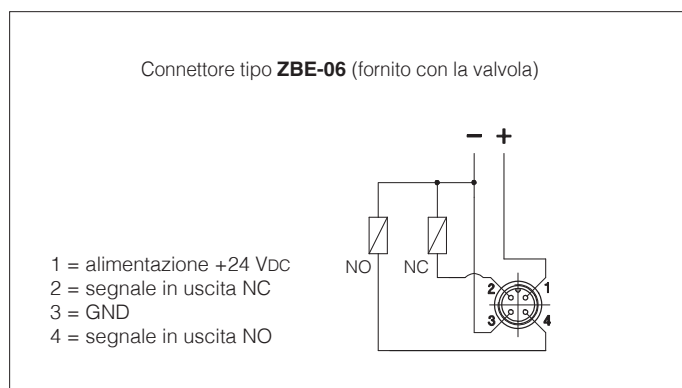 Connettore tipo ZBE-06 (fornito con la valvola)
− +
NO NC
1 = alimentazione +24 VDC
2 = segnale in uscita NC
3 = GND
4 = segnale in uscita NO
2 1
3 4